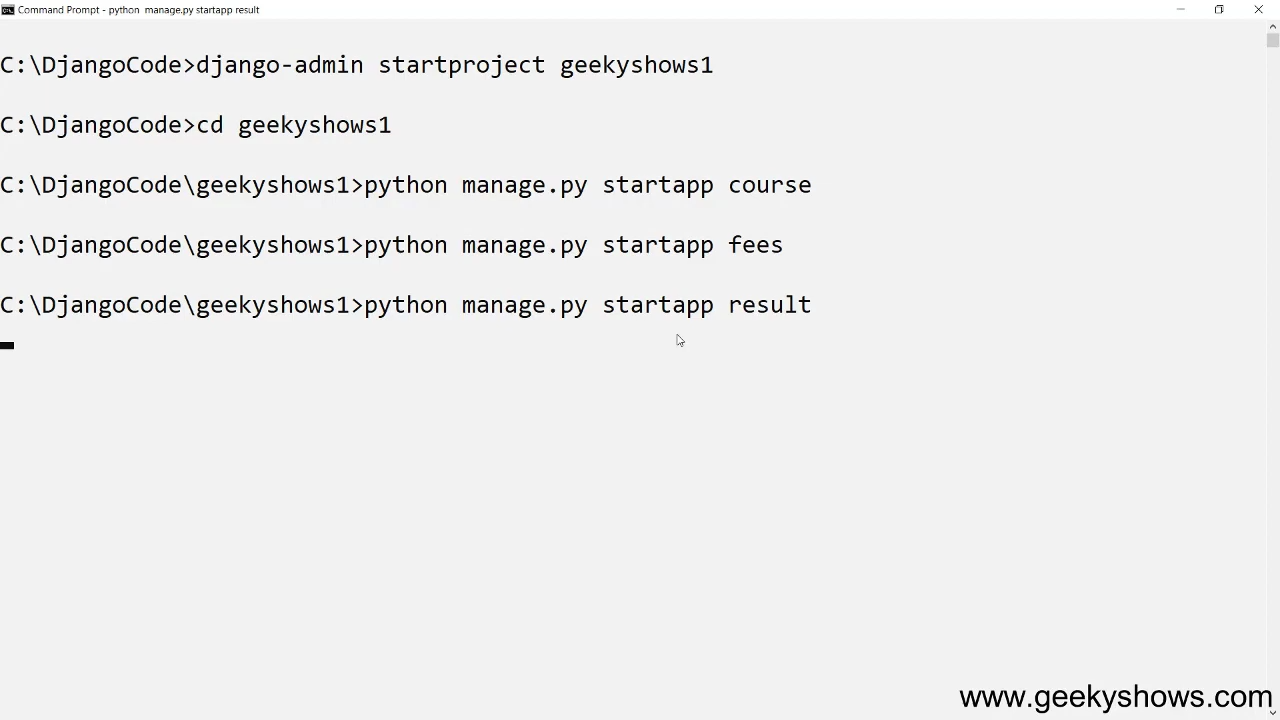 Command Prompt - python  manage.py startapp result
C:\DjangoCode>django-admin startproject geekyshows1
C:\DjangoCode>cd geekyshows1
C:\DjangoCode\geekyshows1>python manage.py startapp course
C:\DjangoCode\geekyshows1>python manage.py startapp fees
C:\DjangoCode\geekyshows1>python manage.py startapp result
www.geekyshows.com